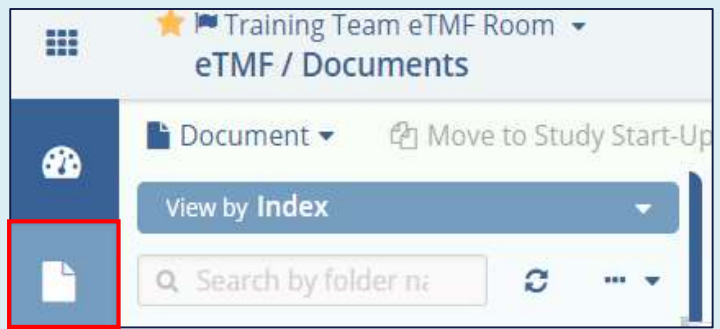 Training Team eTMF Room
eTMF / Documents
Document
Move to Study Start-Up
View by Index
Search by folder na